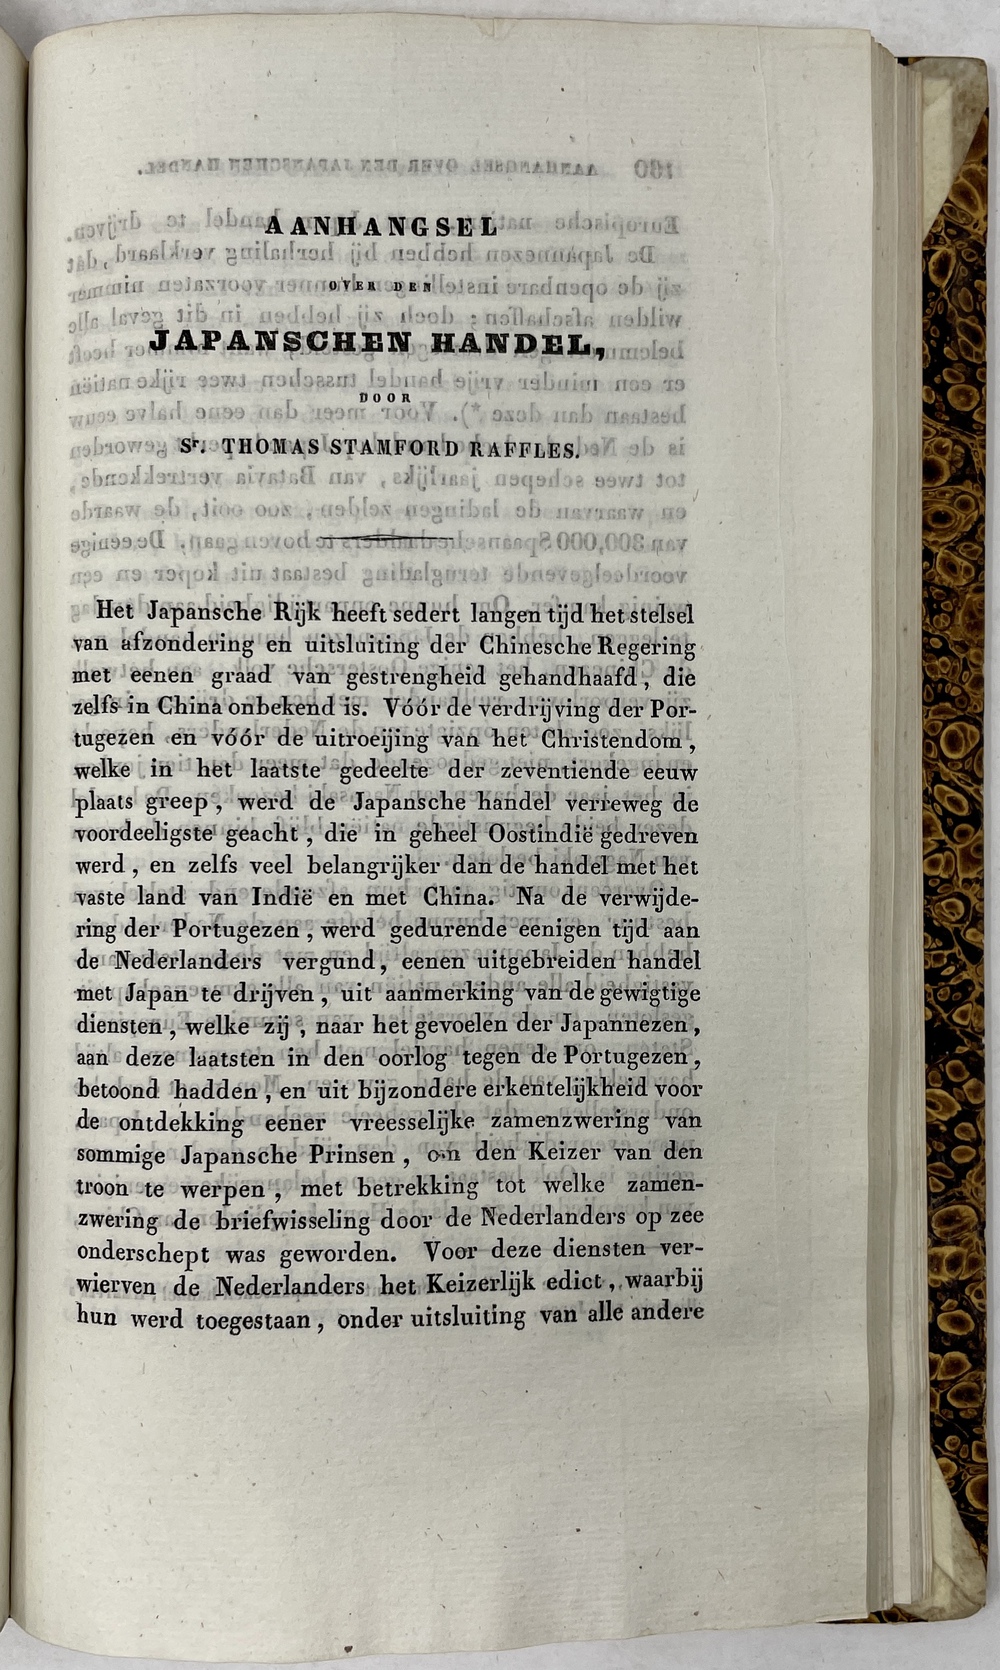 AANHANGSEL
OVER DEN
JAPANSCHEN HANDEL,
DOOR
Sr. THOMAS STAMFORD RAFFLES.
Het Japansche Rijk heeft sedert langen tijd het stelsel
van afzondering en uitsluiting der Chinesche Regering
met eenen graad van gestrengheid gehandhaafd, die
zelfs in China onbekend is. Vóór de verdrijving der Por-
tugezen en vóór de uitroeijing van het Christendom,
welke in het laatste gedeelte der zeventiende eeuw
plaats greep, werd de Japansche handel verreweg de
voordeeligste geacht, die in geheel Oostindië gedreven
werd, en zelfs veel belangrijker dan de handel met het
vaste land van Indië en met China. Na de verwijde-
ring der Portugezen, werd gedurende eenigen tijd aan
de Nederlanders vergund, eenen uitgebreiden handel
met Japan te drijven, uit aanmerking van de gewigtige
diensten, welke zij, naar het gevoelen der Japannezen,
aan deze laatsten in den oorlog tegen de Portugezen,
betoond hadden, en uit bijzondere erkentelijkheid voor
de ontdekking eener vreesselijke zamenzwering van
sommige Japansche Prinsen, om den Keizer van den
troon te werpen, met betrekking tot welke zamen-
zwering de briefwisseling door de Nederlanders op zee
onderschept was geworden. Voor deze diensten ver-
wierven de Nederlanders het Keizerlijk edict, waarbij
hun werd toegestaan, onder uitsluiting van alle andere